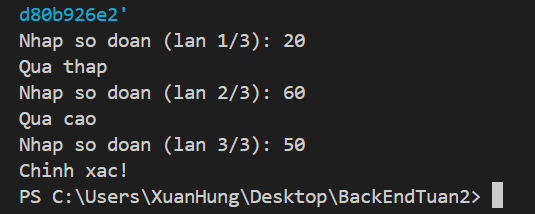 d80b926e2'
Nhap so doan (lan 1/3): 20
Qua thap
Nhap so doan (lan 2/3): 60
Qua cao
Nhap so doan (lan 3/3): 50
Chinh xac!
PS C:\Users\XuanHung\Desktop\BackEndTuan2>